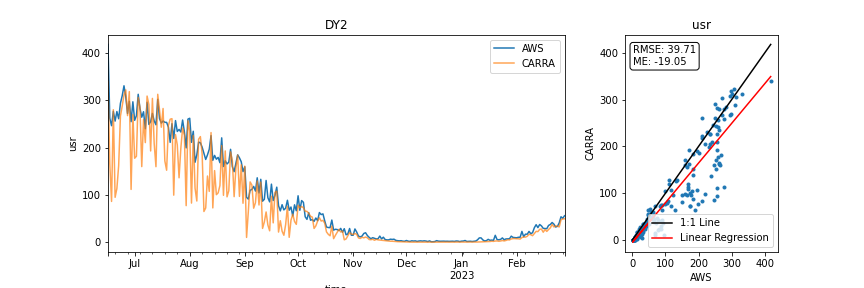 DY2
usr
400
300
200
100
0
usr
AWS
CARRA
Jul
Aug
Sep
Oct
Nov
Dec
Jan
2023
Feb
time
RMSE: 39.71
ME: -19.05
400
300
200
100
0
CARRA
1:1 Line
Linear Regression
0
100
200
300
400
AWS